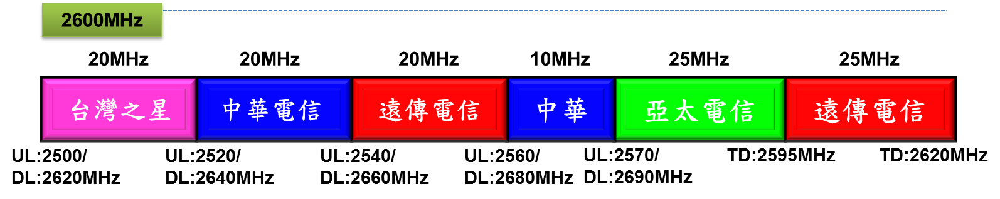 2600MHz
20MHz 20MHz 20MHz 10MHz 25MHz 25MHz
台灣之星 中華電信 遠傳電信 中華 亞太電信 遠傳電信
UL:2500/ UL:2520/ UL:2540/ UL:2560/ UL:2570/ TD:2595MHz TD:2620MHz
DL:2620MHz DL:2640MHz DL:2660MHz DL:2680MHz DL:2690MHz